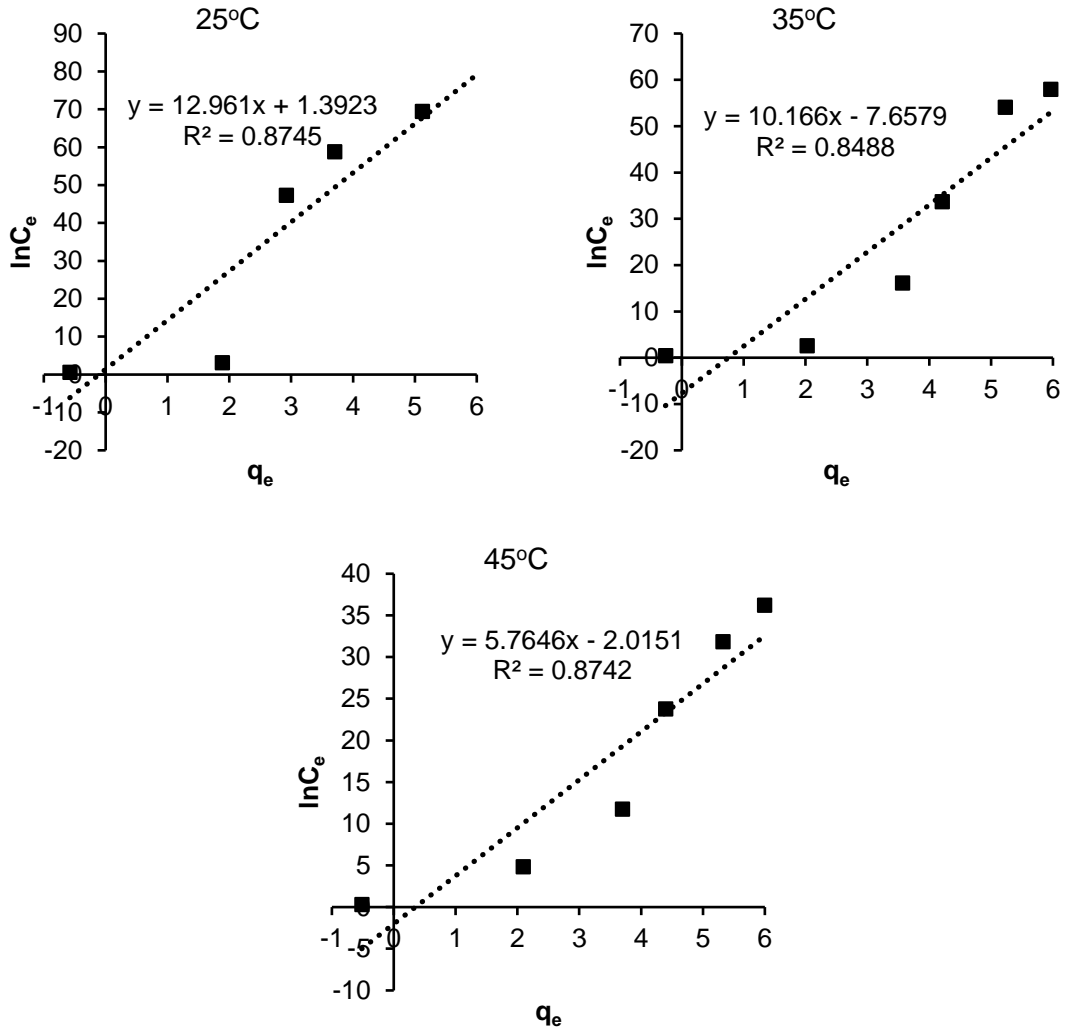 25°C
90
80
70
60
50
40
30
20
10
0
-10
-20
-1 0 1 2 3 4 5 6
y = 12.961x + 1.3923
R² = 0.8745
lnCₑ
qₑ
35°C
70
60
50
40
30
20
10
0
-10
-20
-1 0 1 2 3 4 5 6
y = 10.166x - 7.6579
R² = 0.8488
lnCₑ
qₑ
45°C
40
35
30
25
20
15
10
5
0
-5
-10
-1 0 1 2 3 4 5 6
y = 5.7646x - 2.0151
R² = 0.8742
lnCₑ
qₑ